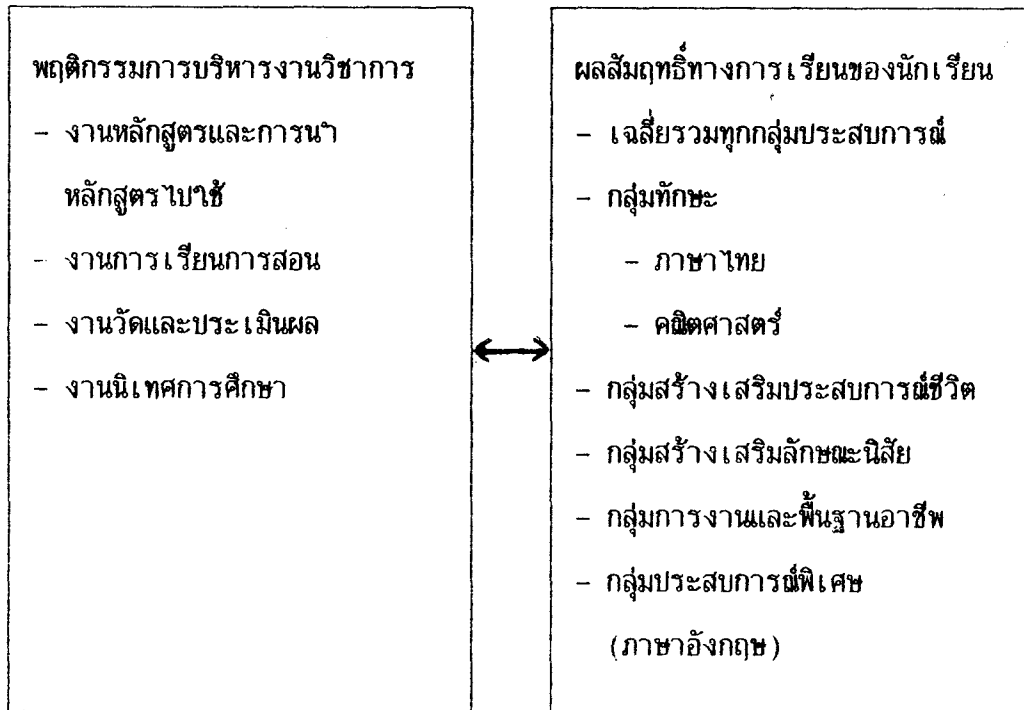 พฤติกรรมการบริหารงานวิชาการ
- งานหลักสูตรและการนำ
หลักสูตรไปใช้
- งานการเรียนการสอน
- งานวัดและประเมินผล
- งานนิเทศการศึกษา
ผลสัมฤทธิ์ทางการเรียนของนักเรียน
- เฉลี่ยรวมทุกกลุ่มประสบการณ์
- กลุ่มทักษะ
- ภาษาไทย
- คณิตศาสตร์
- กลุ่มสร้างเสริมประสบการณ์ชีวิต
- กลุ่มสร้างเสริมลักษณะนิสัย
- กลุ่มการงานและพื้นฐานอาชีพ
- กลุ่มประสบการณ์พิเศษ
(ภาษาอังกฤษ)